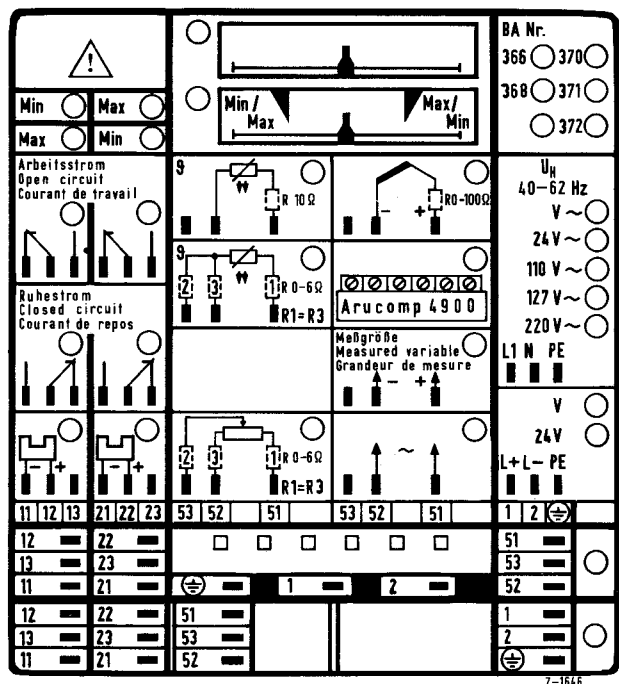 BA Nr.
366 370
368 371
372
Min Max
Max Min
Min/
Max
Max/
Min
Arbeitsstrom
Open circuit
Courant de travail
ϑ
R 10Ω
- +
R0-100Ω
U_H
40-62 Hz
V~
24V~
110 V~
127 V~
220 V~
L1 N PE
ϑ
2 3 1
R 0-6Ω
R1=R3
Arucomp 4900
Ruhestrom
Closed circuit
Courant de repos
Meßgröße
Measured variable
Grandeur de mesure
- +
- +
- +
2 3 1
R 0-6Ω
R1=R3
~
V
24V
L+ L- PE
11 12 13 21 22 23 53 52 51 53 52 51 1 2
12 22 51
13 23 53
11 21 1 2 52
12 22 51 1
13 23 53 2
11 21 52
7-1646